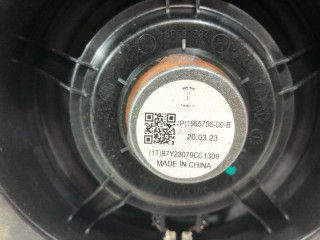 (P)1565706-00-B
20.03.23
(1T)B7Y23079CC1309
MADE IN CHINA